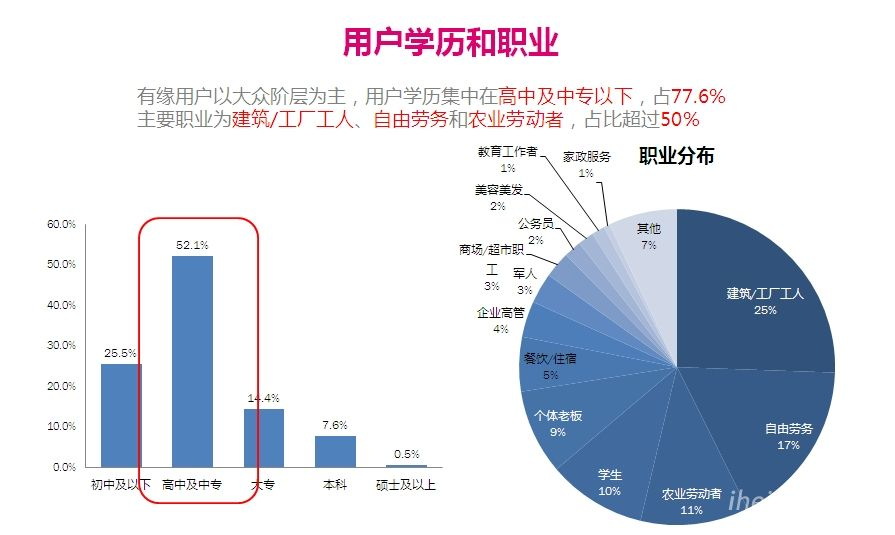 用户学历和职业
有缘用户以大众阶层为主，用户学历集中在高中及中专以下，占77.6%
主要职业为建筑/工厂工人、自由劳务和农业劳动者，占比超过50%
60.0%
50.0%
40.0%
30.0%
20.0%
10.0%
0.0%
25.5%
52.1%
14.4%
7.6%
0.5%
初中及以下
高中及中专
大专
本科
硕士及以上
职业分布
教育工作者
1%
家政服务
1%
美容美发
2%
公务员
2%
商场/超市职
工
3%
军人
3%
企业高管
4%
餐饮/住宿
5%
个体老板
9%
学生
10%
农业劳动者
11%
自由劳务
17%
建筑/工厂工人
25%
其他
7%